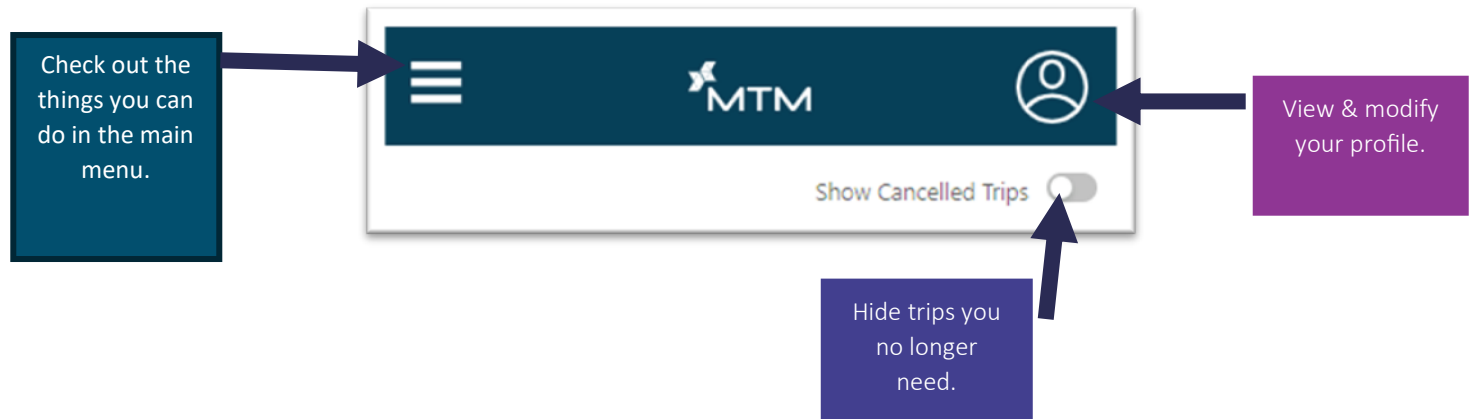 Check out the
things you can
do in the main
menu.
MTM
Show Cancelled Trips
View & modify
your profile.
Hide trips you
no longer
need.